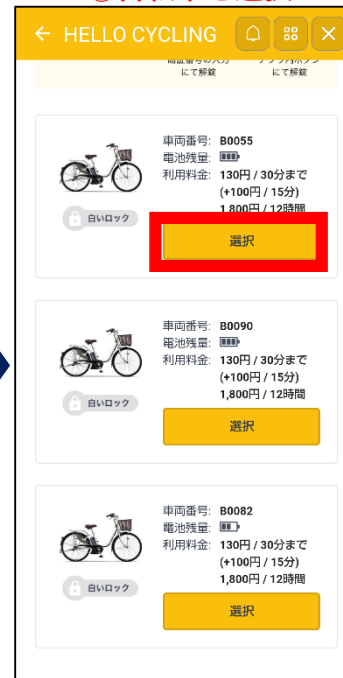 HELLO CYCLING
にて解錠
にて解錠
車両番号: B0055
電池残量:
利用料金: 130円 / 30分まで
(+100円 / 15分)
1,800円 / 12時間
白いロック
選択
車両番号: B0090
電池残量:
利用料金: 130円 / 30分まで
(+100円 / 15分)
1,800円 / 12時間
白いロック
選択
車両番号: B0082
電池残量:
利用料金: 130円 / 30分まで
(+100円 / 15分)
1,800円 / 12時間
白いロック
選択